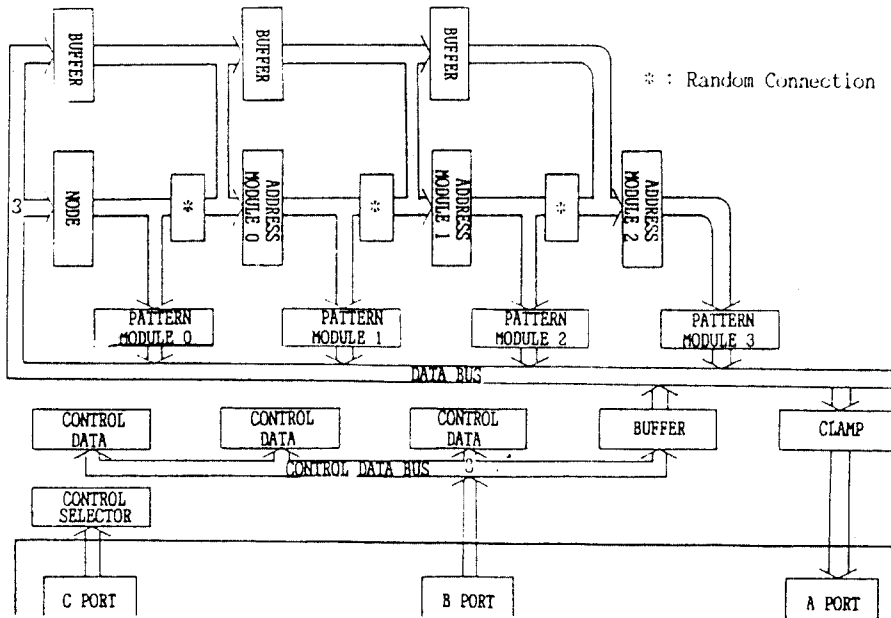 BUFFER
BUFFER
BUFFER
* : Random Connection
3
NODE
*
ADDRESS
MODULE 0
*
ADDRESS
MODULE 1
*
ADDRESS
MODULE 2
PATTERN
MODULE 0
PATTERN
MODULE 1
PATTERN
MODULE 2
PATTERN
MODULE 3
DATA BUS
CONTROL
DATA
CONTROL
DATA
CONTROL
DATA
BUFFER
CLAMP
CONTROL DATA BUS
3
CONTROL
SELECTOR
C PORT
B PORT
A PORT